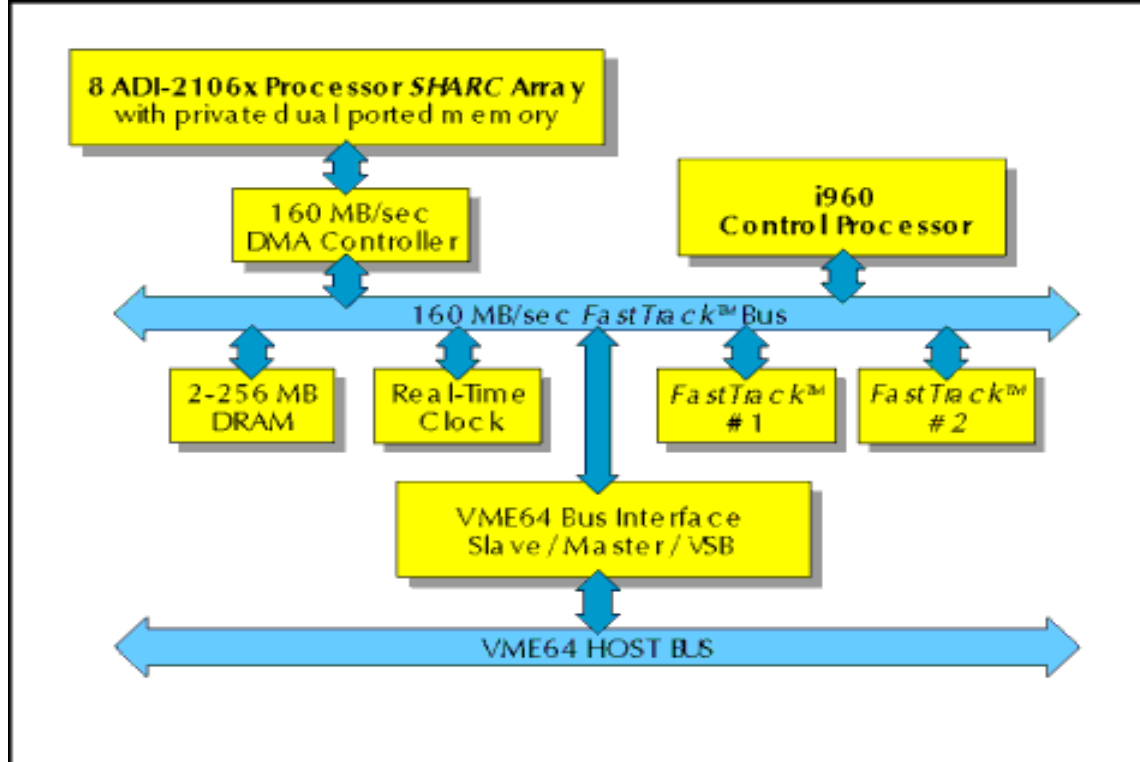 8 ADI-2106x Processor SHARC Array
with private dual ported memory
160 MB/sec
DMA Controller
i960
Control Processor
160 MB/sec FastTrack™ Bus
2-256 MB
DRAM
Real-Time
Clock
FastTrack™
#1
FastTrack™
#2
VME64 Bus Interface
Slave / Master / VSB
VME64 HOST BUS